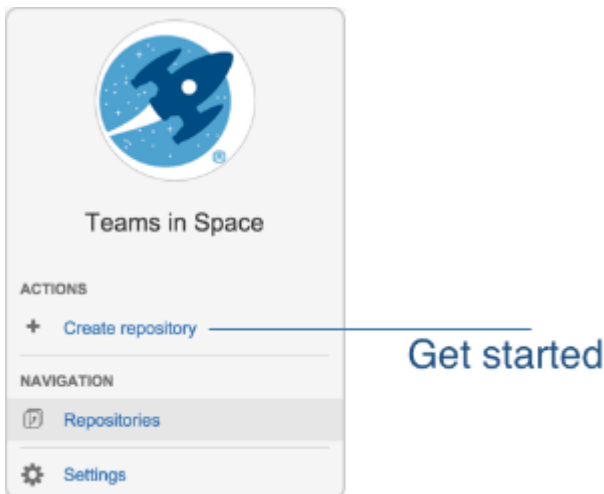 Teams in Space
ACTIONS
Create repository
Get started
NAVIGATION
Repositories
Settings